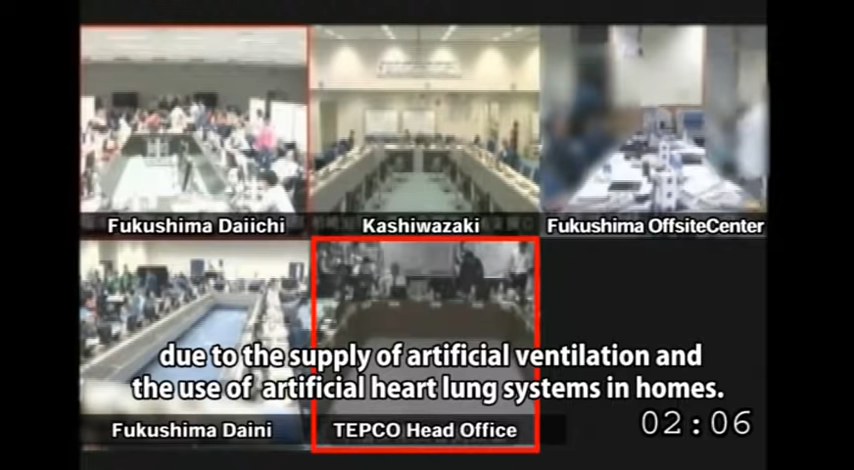 Fukushima Daiichi
Kashiwazaki
Fukushima OffsiteCenter
due to the supply of artificial ventilation and
the use of artificial heart lung systems in homes.
Fukushima Daini
TEPCO Head Office
02:06